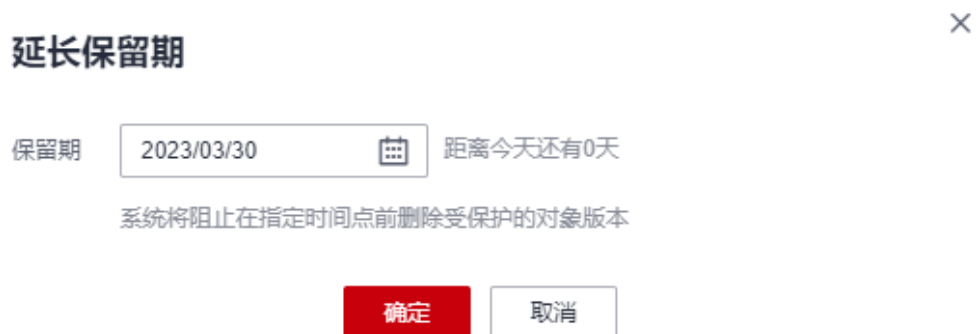 延长保留期
保留期 2023/03/30 距离今天还有0天
系统将阻止在指定时间点前删除受保护的对象版本
确定 取消